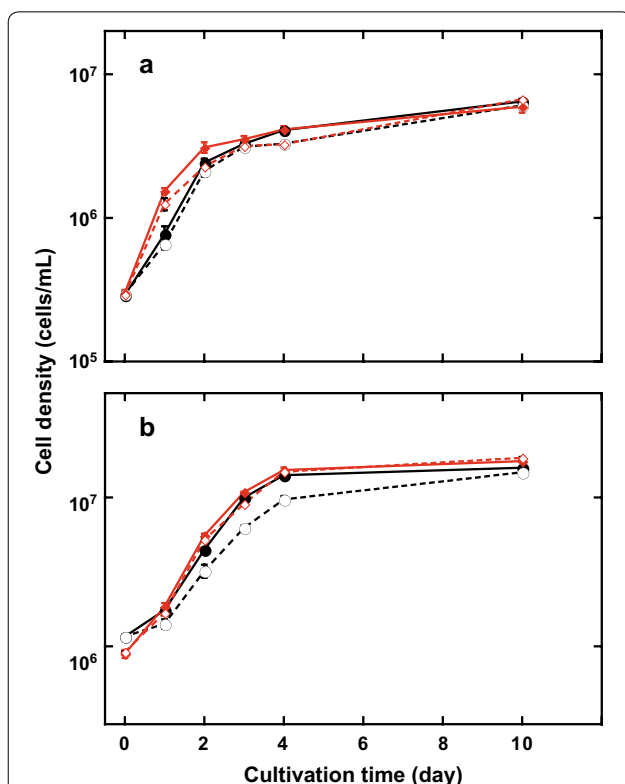 a
10⁷
10⁶
10⁵
Cell density (cells/mL)
b
10⁷
10⁶
0 2 4 6 8 10
Cultivation time (day)